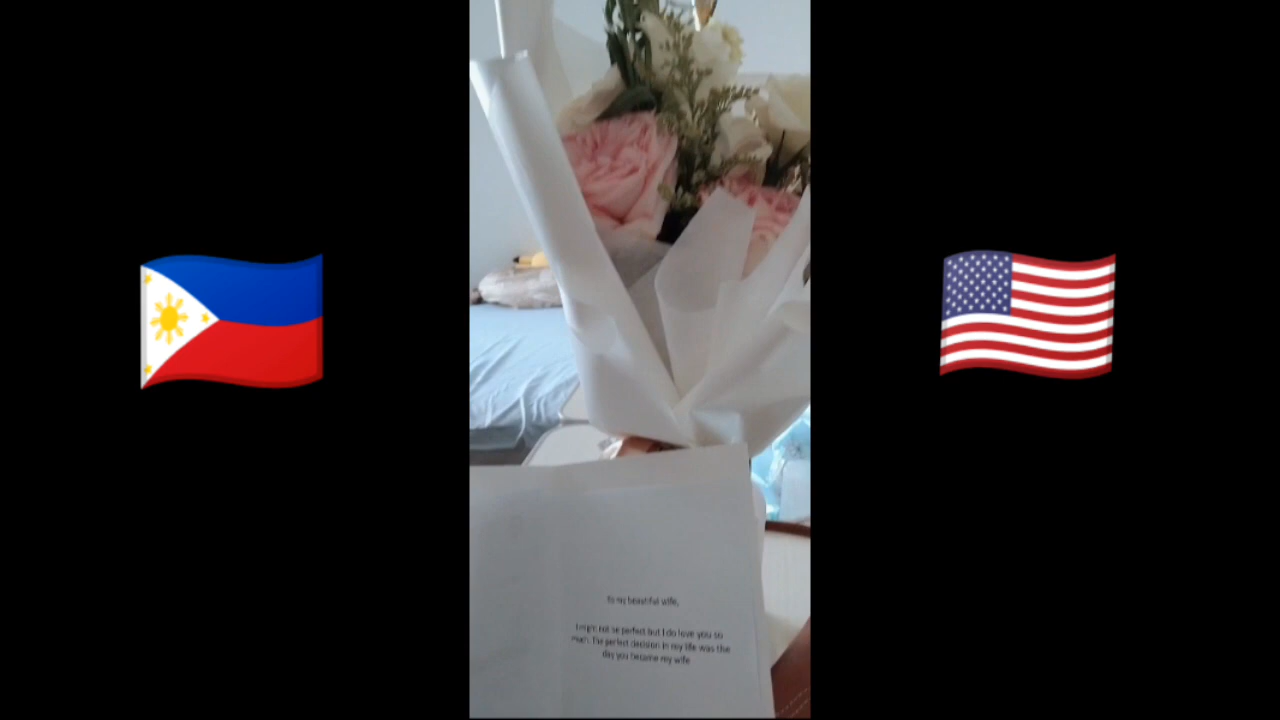 To my beautiful wife,
I might not be perfect but I do love you so
much. The perfect decision in my life was the
day you became my wife